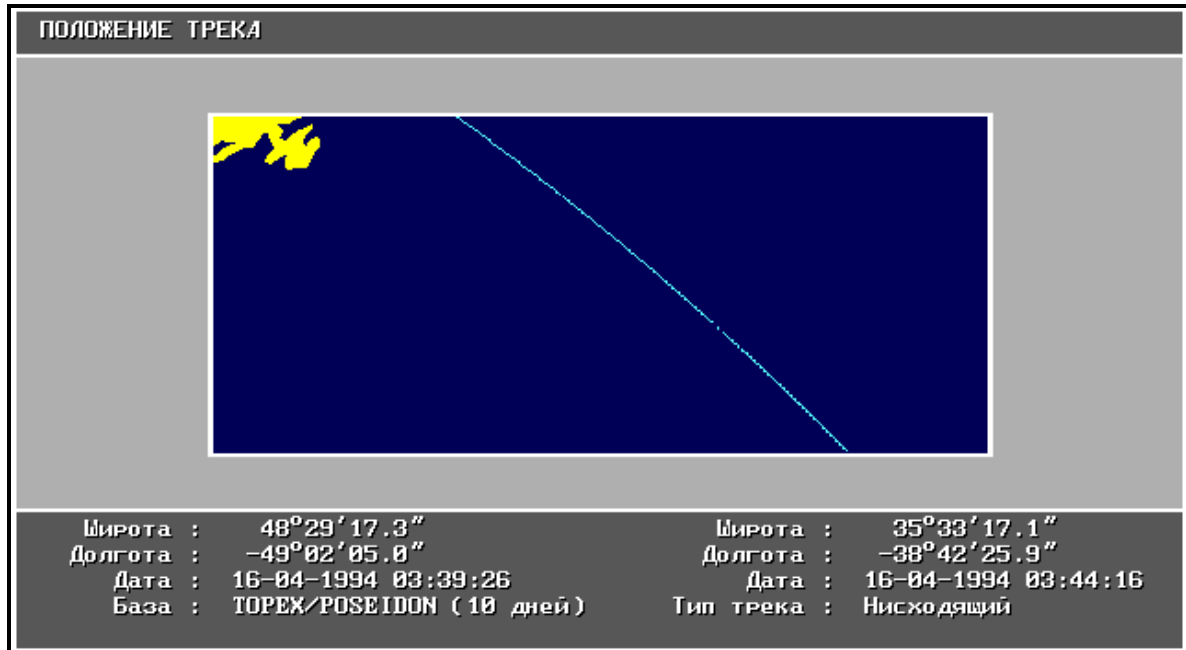 ПОЛОЖЕНИЕ ТРЕКА
Широта : 48°29′17.3″ Широта : 35°33′17.1″
Долгота : -49°02′05.0″ Долгота : -38°42′25.9″
Дата : 16-04-1994 03:39:26 Дата : 16-04-1994 03:44:16
База : TOPEX/POSEIDON (10 дней) Тип трека : Нисходящий